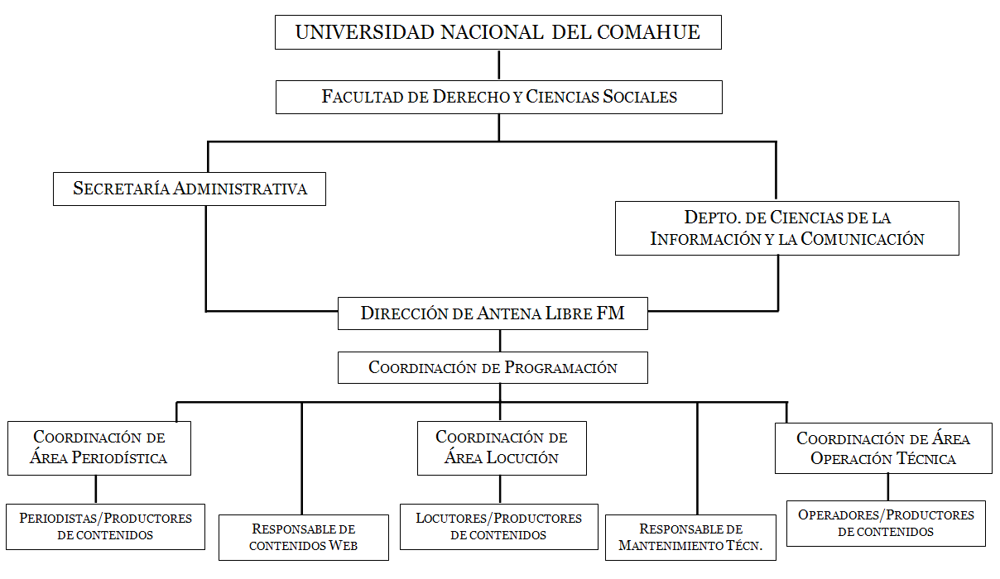 UNIVERSIDAD NACIONAL DEL COMAHUE
FACULTAD DE DERECHO Y CIENCIAS SOCIALES
SECRETARÍA ADMINISTRATIVA
DEPTO. DE CIENCIAS DE LA
INFORMACIÓN Y LA COMUNICACIÓN
DIRECCIÓN DE ANTENA LIBRE FM
COORDINACIÓN DE PROGRAMACIÓN
COORDINACIÓN DE
ÁREA PERIODÍSTICA
COORDINACIÓN DE
ÁREA LOCUCIÓN
COORDINACIÓN DE ÁREA
OPERACIÓN TÉCNICA
PERIODISTAS/PRODUCTORES
DE CONTENIDOS
RESPONSABLE DE
CONTENIDOS WEB
LOCUTORES/PRODUCTORES
DE CONTENIDOS
RESPONSABLE DE
MANTENIMIENTO TÉCN.
OPERADORES/PRODUCTORES
DE CONTENIDOS